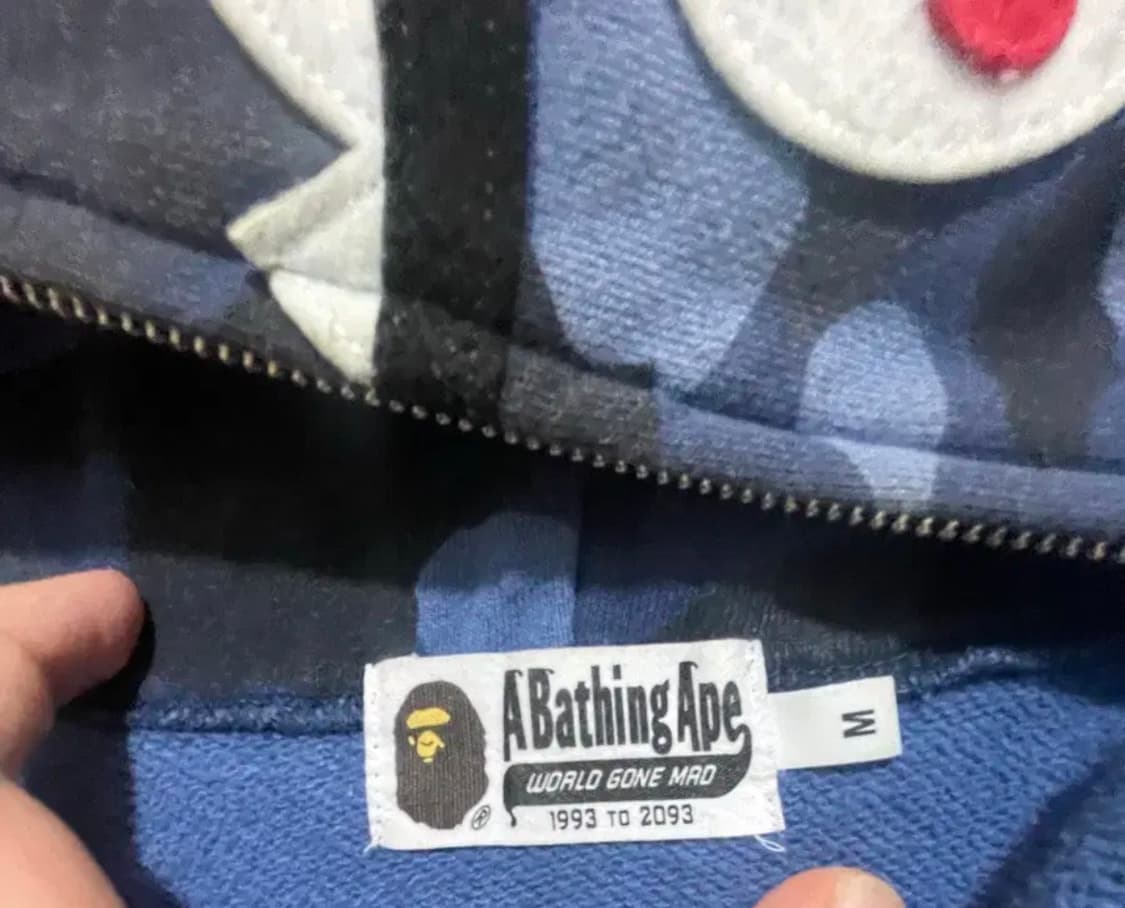 A Bathing Ape
WORLD GONE MAD
1993 TO 2093
®
M